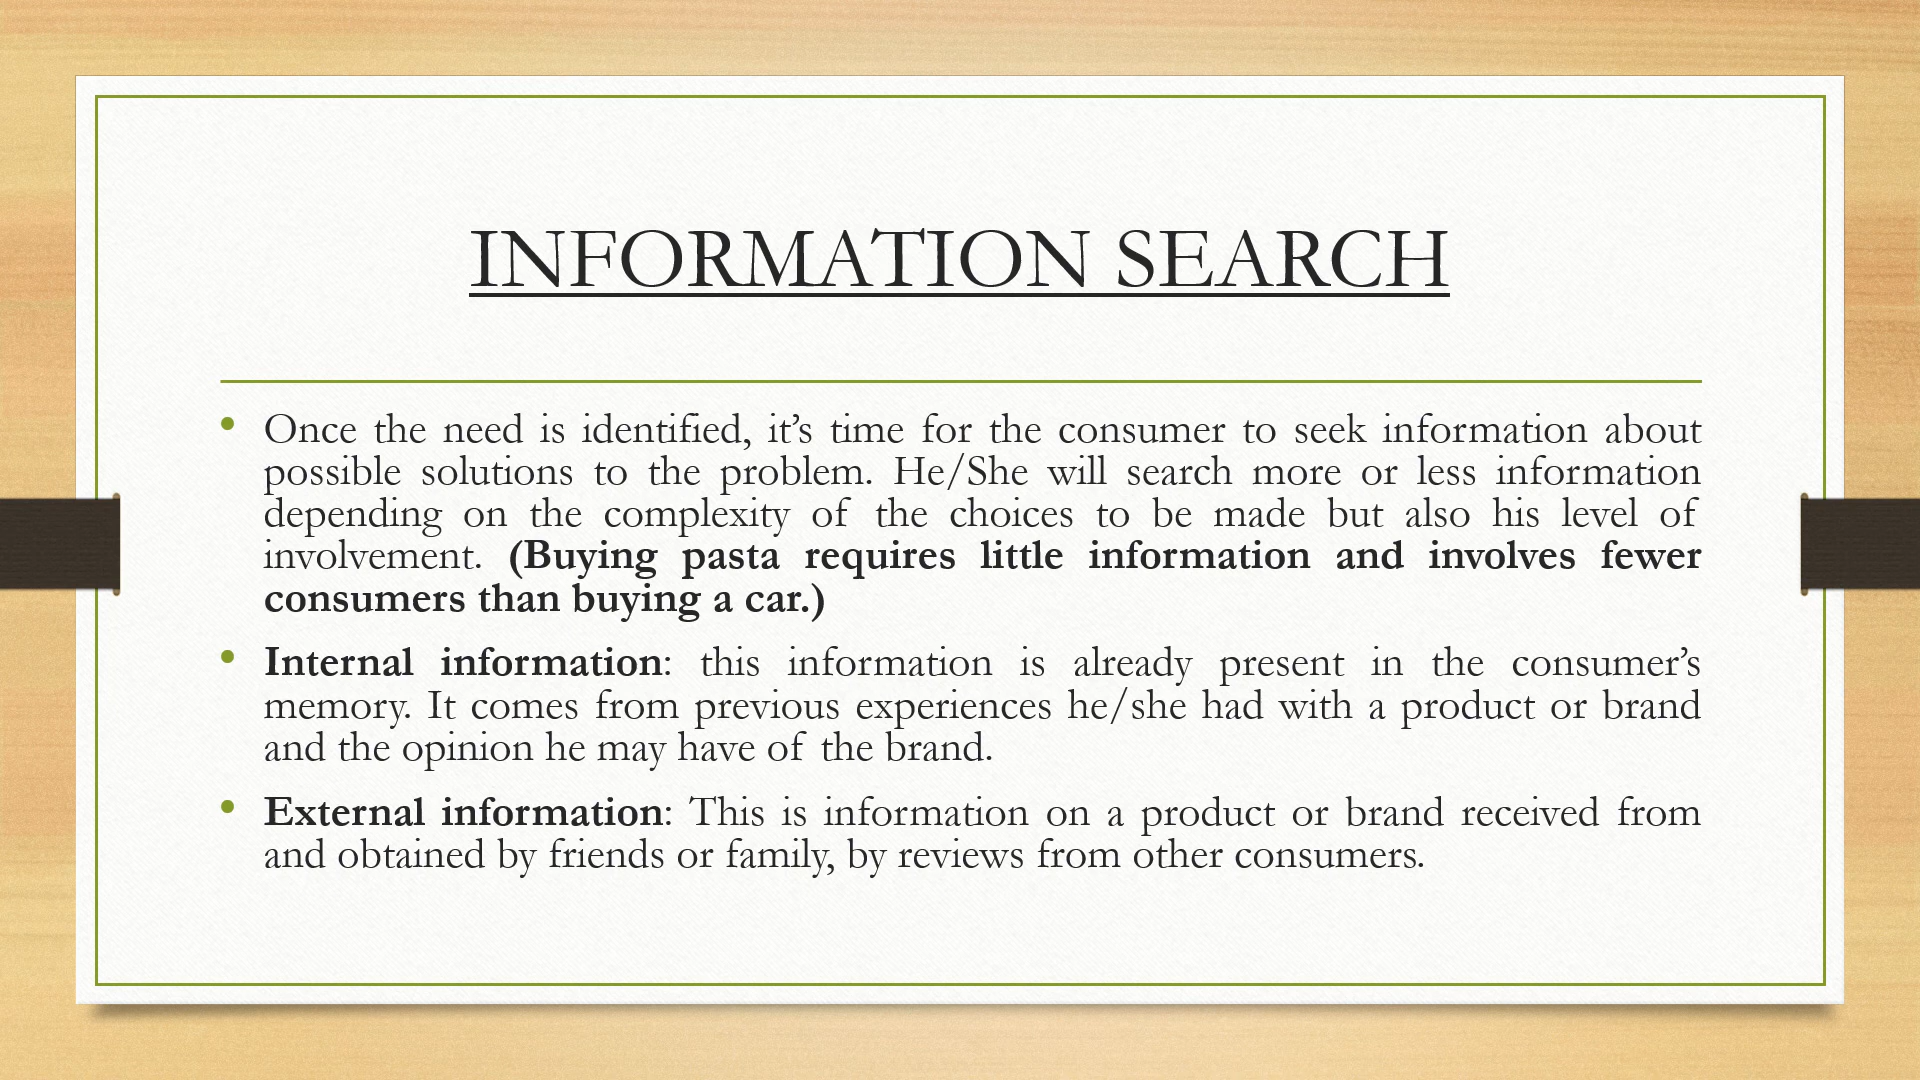 INFORMATION SEARCH
• Once the need is identified, it’s time for the consumer to seek information about
possible solutions to the problem. He/She will search more or less information
depending on the complexity of the choices to be made but also his level of
involvement. (Buying pasta requires little information and involves fewer
consumers than buying a car.)
• Internal information: this information is already present in the consumer’s
memory. It comes from previous experiences he/she had with a product or brand
and the opinion he may have of the brand.
• External information: This is information on a product or brand received from
and obtained by friends or family, by reviews from other consumers.